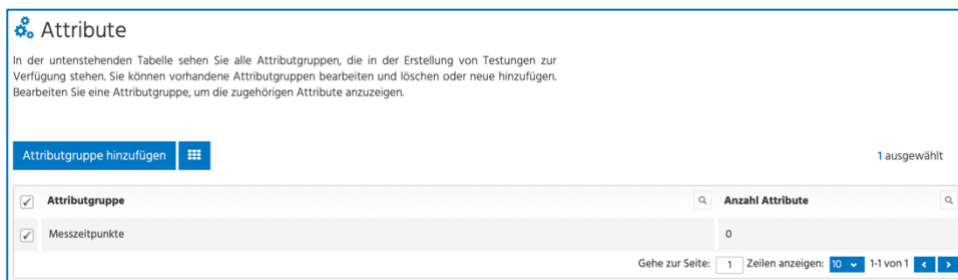 Attribute
In der untenstehenden Tabelle sehen Sie alle Attributgruppen, die in der Erstellung von Testungen zur
Verfügung stehen. Sie können vorhandene Attributgruppen bearbeiten und löschen oder neue hinzufügen.
Bearbeiten Sie eine Attributgruppe, um die zugehörigen Attribute anzuzeigen.
Attributgruppe hinzufügen 1 ausgewählt
Attributgruppe Anzahl Attribute
Messzeitpunkte 0
Gehe zur Seite: 1 Zeilen anzeigen: 10 1-1 von 1